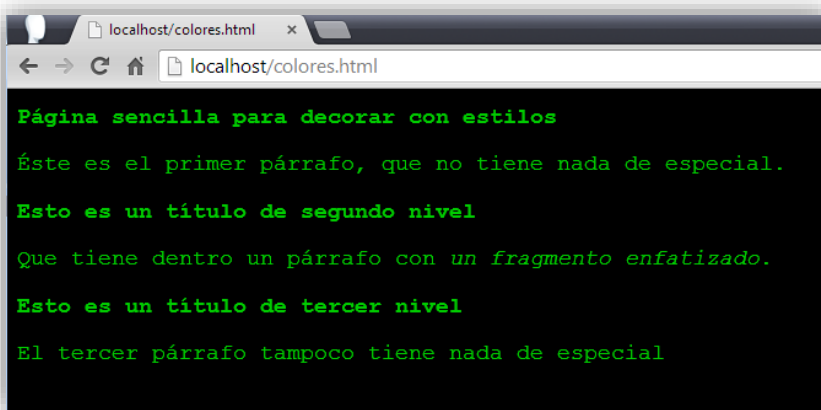 localhost/colores.html
localhost/colores.html
Página sencilla para decorar con estilos
Éste es el primer párrafo, que no tiene nada de especial.
Esto es un título de segundo nivel
Que tiene dentro un párrafo con un fragmento enfatizado.
Esto es un título de tercer nivel
El tercer párrafo tampoco tiene nada de especial